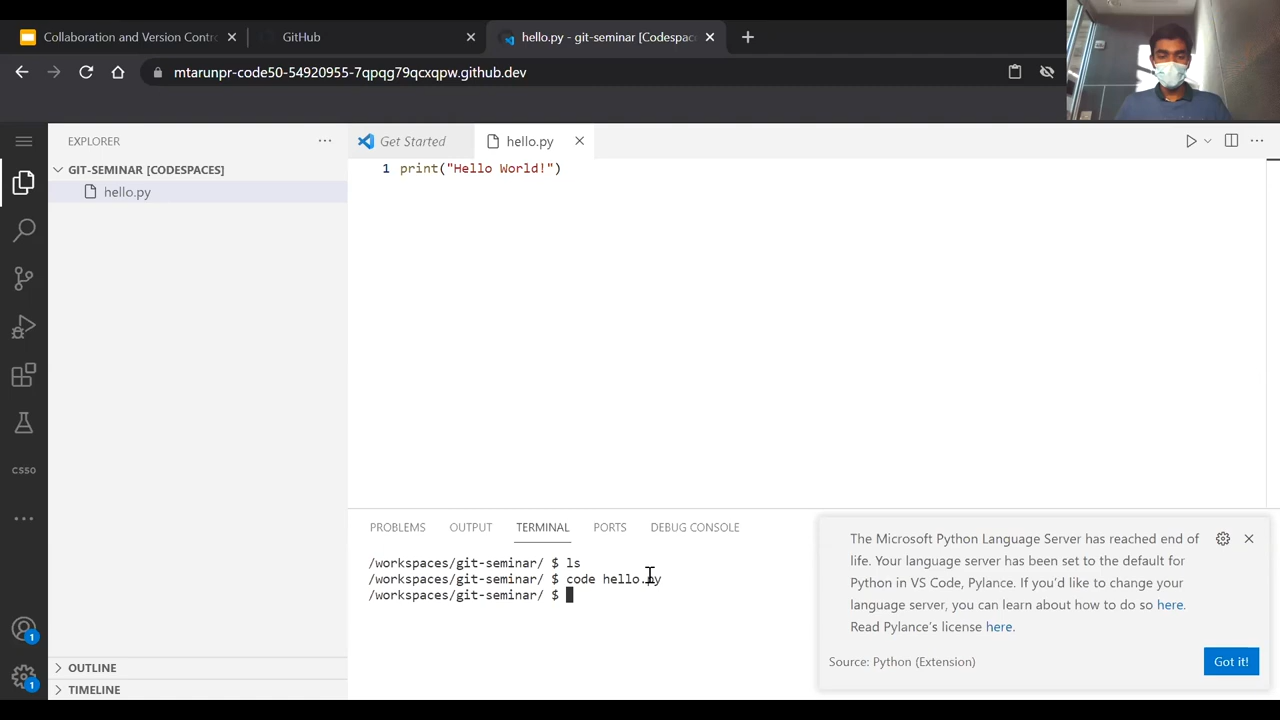 Collaboration and Version Contr
GitHub
hello.py - git-seminar [Codespac
mtarunpr-code50-54920955-7qpqg79qcxqpw.github.dev
EXPLORER
GIT-SEMINAR [CODESPACES]
hello.py
CS50
1
1
OUTLINE
TIMELINE
Get Started
hello.py
1 print("Hello World!")
PROBLEMS OUTPUT TERMINAL PORTS DEBUG CONSOLE
/workspaces/git-seminar/ $ ls
/workspaces/git-seminar/ $ code hello.py
/workspaces/git-seminar/ $
The Microsoft Python Language Server has reached end of
life. Your language server has been set to the default for
Python in VS Code, Pylance. If you'd like to change your
language server, you can learn about how to do so here.
Read Pylance's license here.
Source: Python (Extension)
Got it!